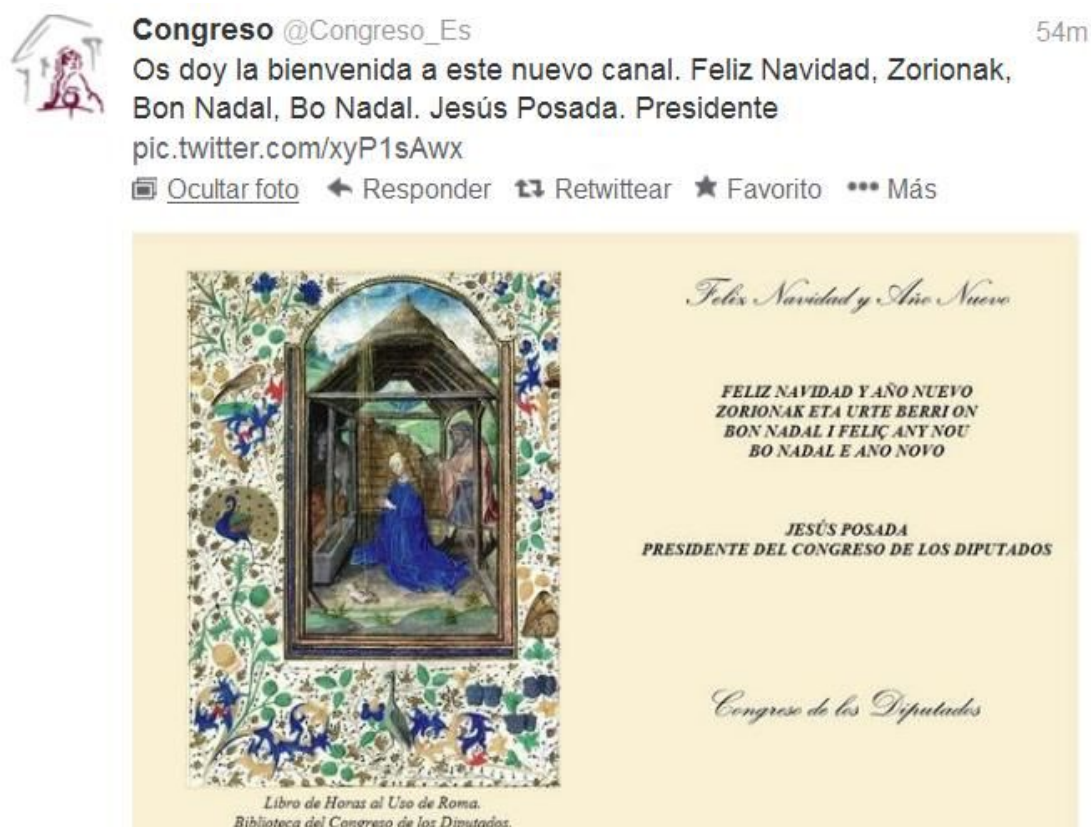 Congreso @Congreso_Es 54m
Os doy la bienvenida a este nuevo canal. Feliz Navidad, Zorionak,
Bon Nadal, Bo Nadal. Jesús Posada. Presidente
pic.twitter.com/xyP1sAwx
Ocultar foto Responder Retwittear Favorito Más
Feliz Navidad y Año Nuevo
FELIZ NAVIDAD Y AÑO NUEVO
ZORIONAK ETA URTE BERRI ON
BON NADAL I FELIÇ ANY NOU
BO NADAL E ANO NOVO
JESÚS POSADA
PRESIDENTE DEL CONGRESO DE LOS DIPUTADOS
Congreso de los Diputados
Libro de Horas al Uso de Roma.
Biblioteca del Congreso de los Diputados.